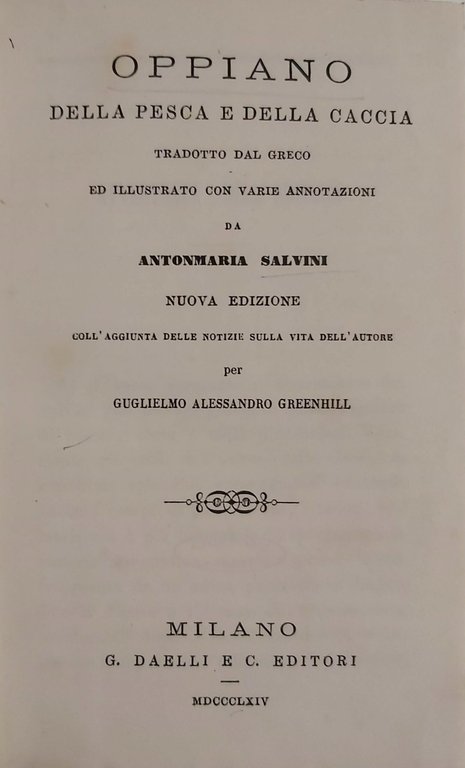 OPPIANO
DELLA PESCA E DELLA CACCIA
TRADOTTO DAL GRECO
ED ILLUSTRATO CON VARIE ANNOTAZIONI
DA
ANTONMARIA SALVINI
NUOVA EDIZIONE
COLL'AGGIUNTA DELLE NOTIZIE SULLA VITA DELL'AUTORE
per
GUGLIELMO ALESSANDRO GREENHILL
MILANO
G. DAELLI E C. EDITORI
MDCCCLXIV